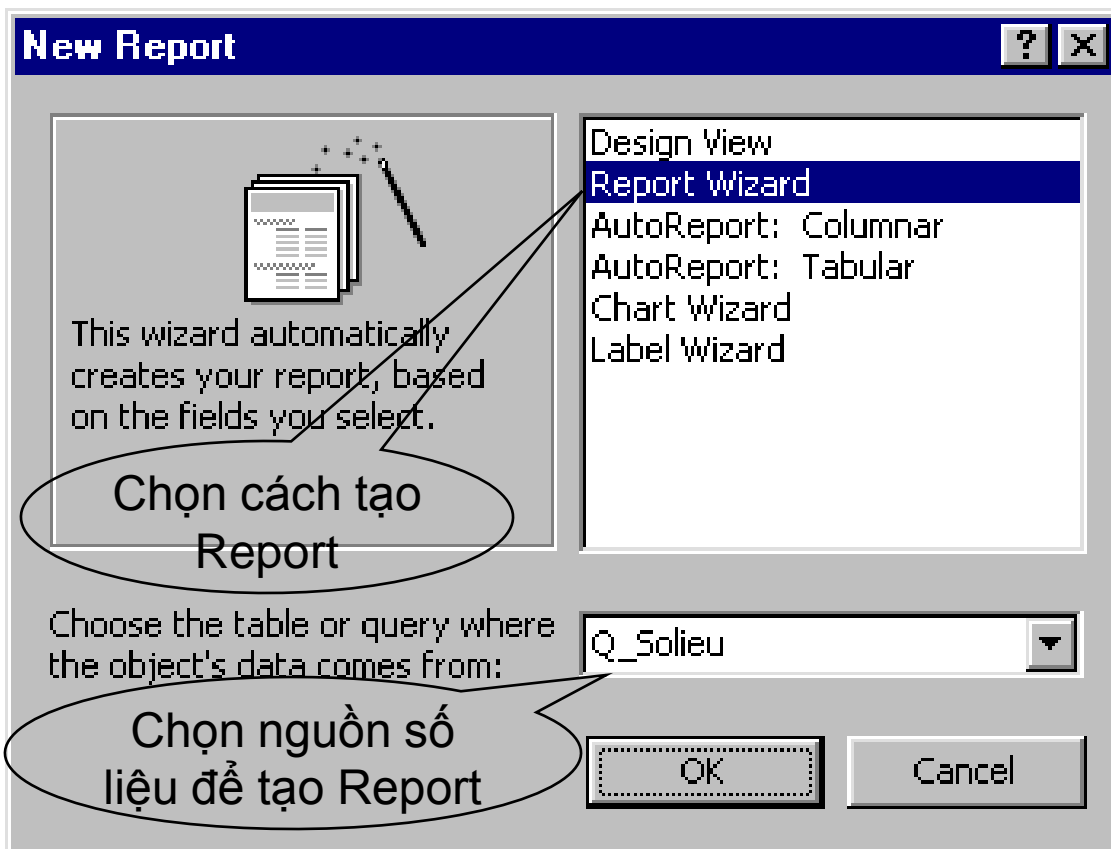 New Report
Design View
Report Wizard
AutoReport: Columnar
AutoReport: Tabular
Chart Wizard
Label Wizard
This wizard automatically
creates your report, based
on the fields you select.
Chọn cách tạo
Report
Choose the table or query where
the object's data comes from:
Q_Solieu
Chọn nguồn số
liệu để tạo Report
OK
Cancel